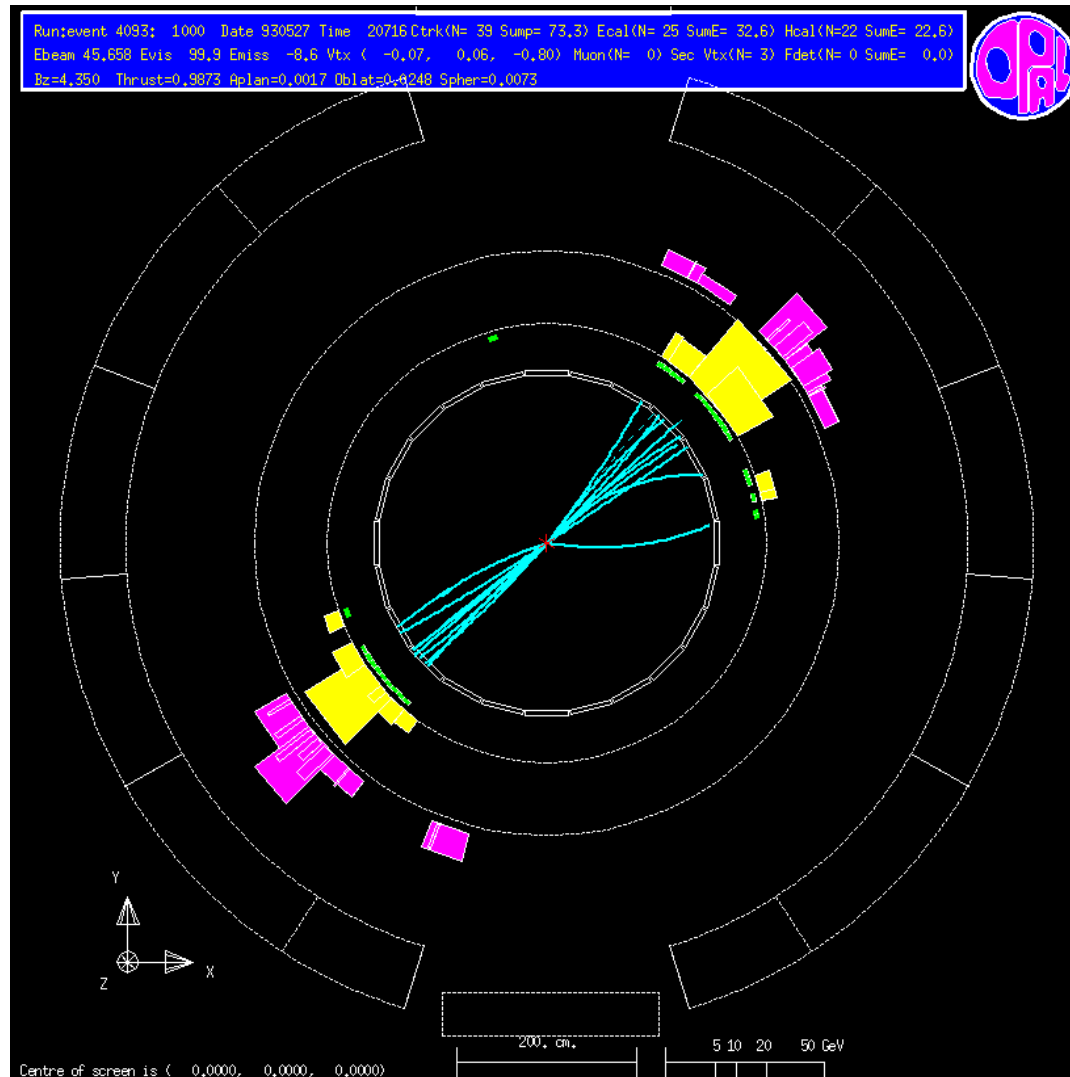 Run:event 4093: 1000 Date 930527 Time 20716 Ctrk(N= 39 Sump= 73.3) Ecal(N= 25 SumE= 32.6) Hcal(N=22 SumE= 22.6)
Ebeam 45.658 Evis 99.9 Emiss -8.6 Vtx ( -0.07, 0.06, -0.80) Muon(N= 0) Sec Vtx(N= 3) Fdet(N= 0 SumE= 0.0)
Bz=4.350 Thrust=0.9873 Aplan=0.0017 Oblat=0.0248 Spher=0.0073
OPAL
Y
X
Z
200. cm.
5 10 20 50 GeV
Centre of screen is ( 0.0000, 0.0000, 0.0000)